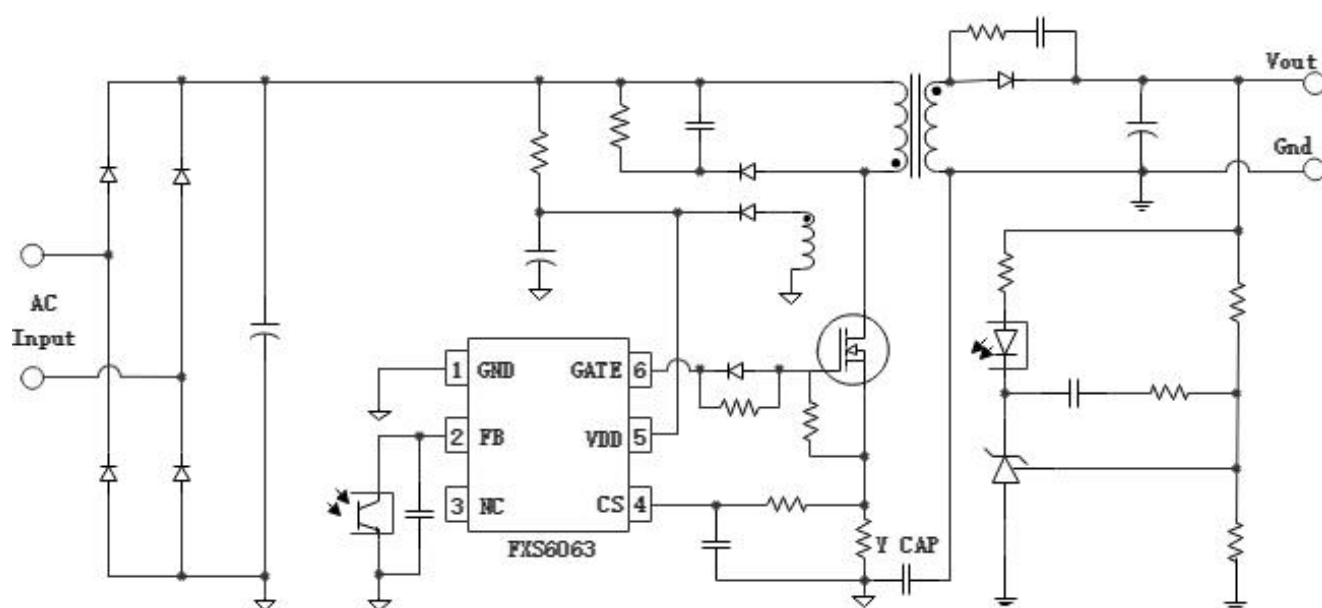 Vout
Gnd
AC
Input
1 GND GATE 6
2 FB VDD 5
3 NC CS 4
FXS6063
Y CAP